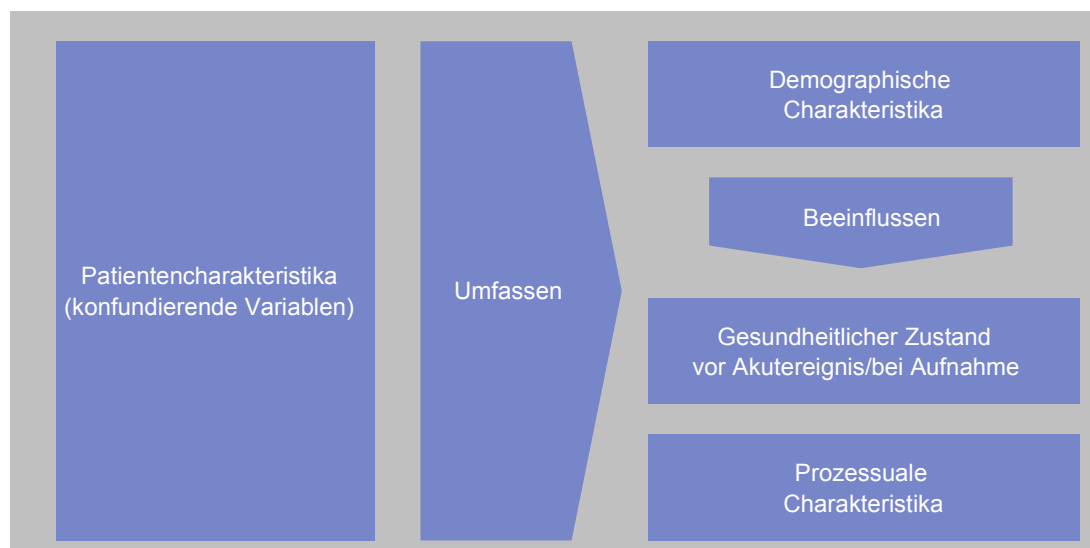 Patientencharakteristika
(konfundierende Variablen)
Umfassen
Demographische
Charakteristika
Beeinflussen
Gesundheitlicher Zustand
vor Akutereignis/bei Aufnahme
Prozessuale
Charakteristika